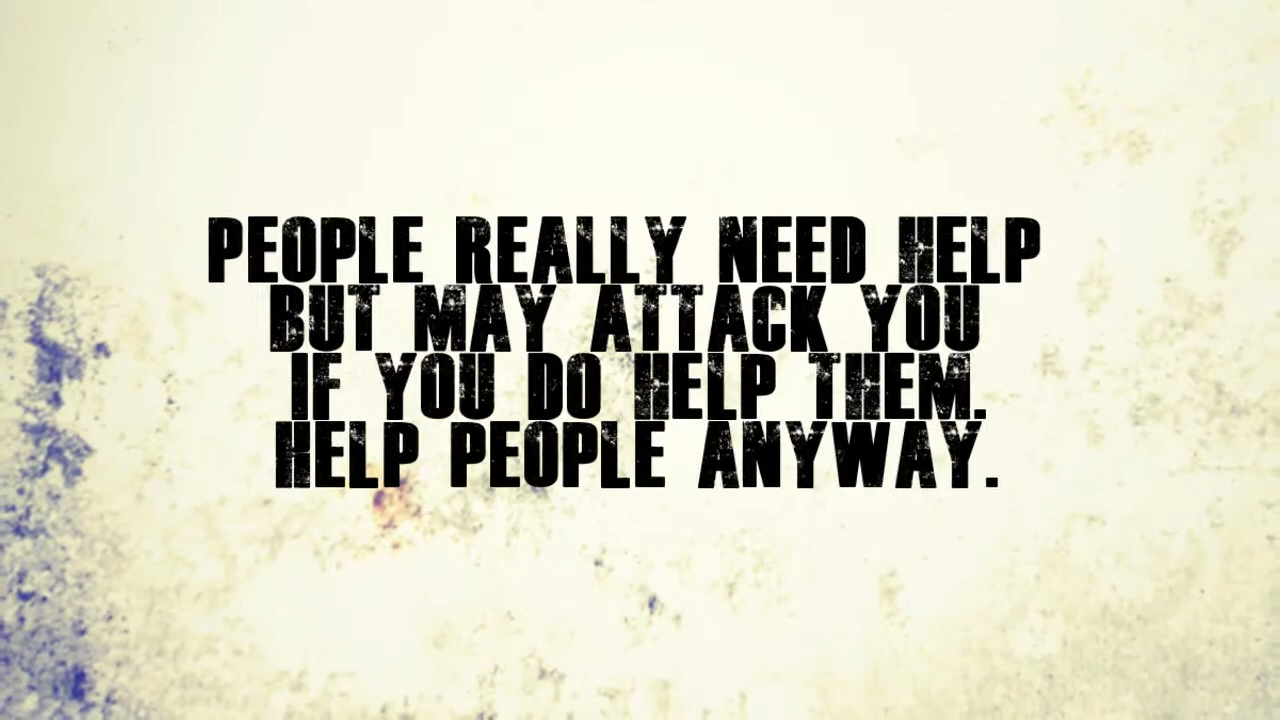 PEOPLE REALLY NEED HELP
BUT MAY ATTACK YOU
IF YOU DO HELP THEM.
HELP PEOPLE ANYWAY.